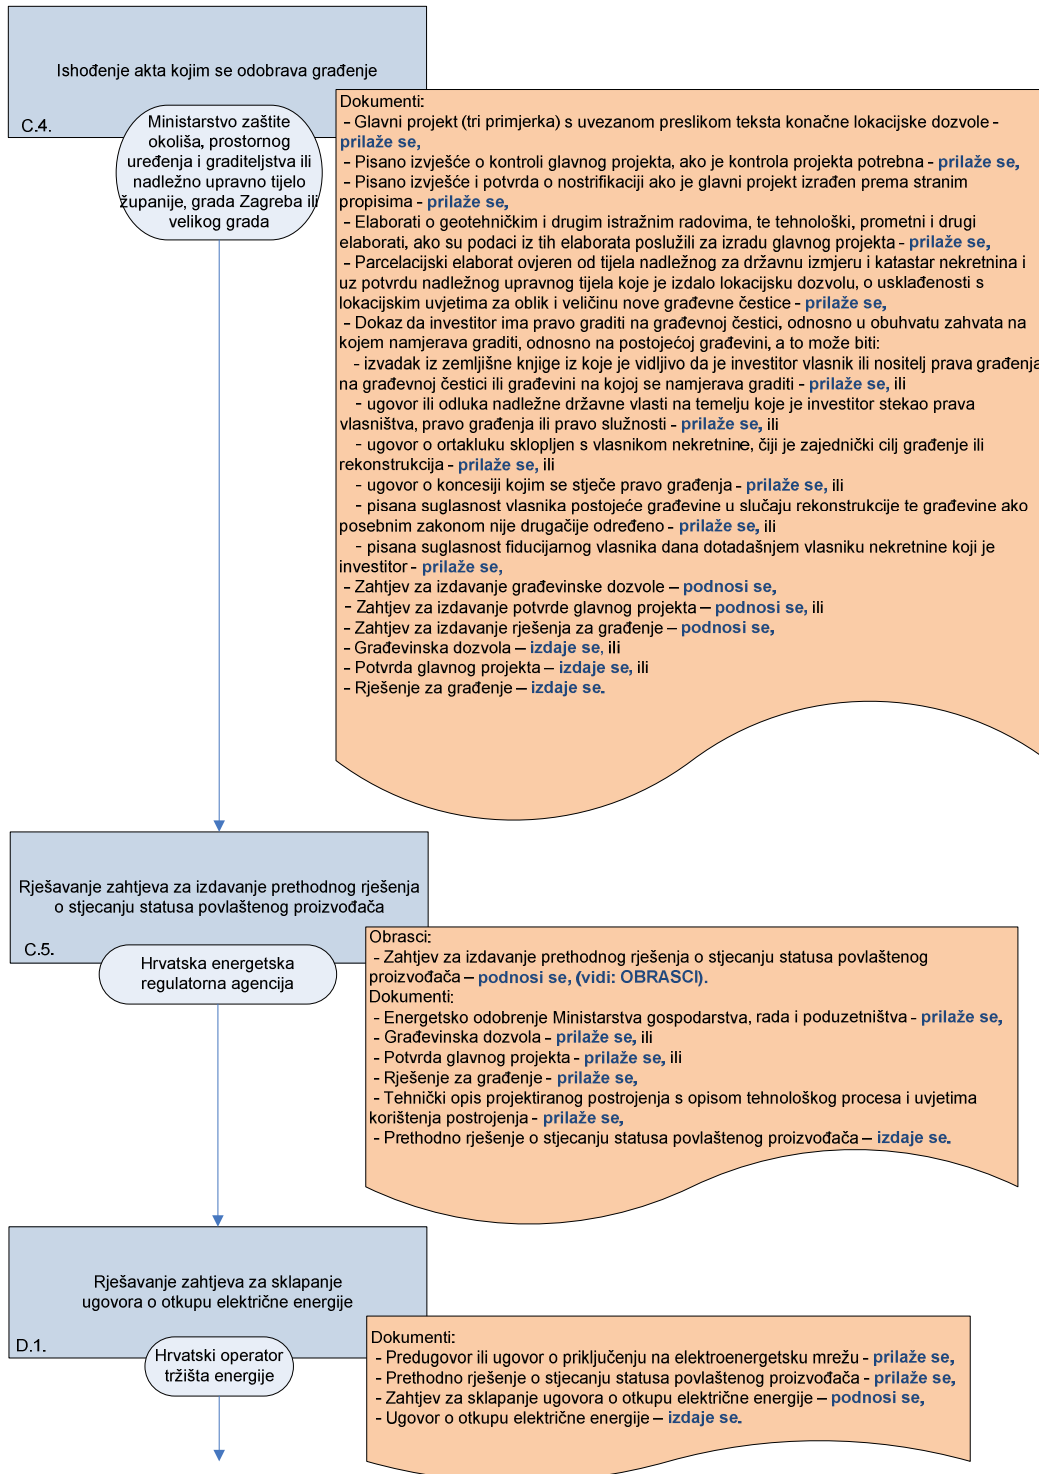 Ishođenje akta kojim se odobrava građenje
C.4.
Ministarstvo zaštite
okoliša, prostornog
uređenja i graditeljstva ili
nadležno upravno tijelo
županije, grada Zagreba ili
velikog grada
Dokumenti:
- Glavni projekt (tri primjerka) s uvezanom preslikom teksta konačne lokacijske dozvole -
prilaže se,
- Pisano izvješće o kontroli glavnog projekta, ako je kontrola projekta potrebna - prilaže se,
- Pisano izvješće i potvrda o nostrifikaciji ako je glavni projekt izrađen prema stranim
propisima - prilaže se,
- Elaborati o geotehničkim i drugim istražnim radovima, te tehnološki, prometni i drugi
elaborati, ako su podaci iz tih elaborata poslužili za izradu glavnog projekta - prilaže se,
- Parcelacijski elaborat ovjeren od tijela nadležnog za državnu izmjeru i katastar nekretnina i
uz potvrdu nadležnog upravnog tijela koje je izdalo lokacijsku dozvolu, o usklađenosti s
lokacijskim uvjetima za oblik i veličinu nove građevne čestice - prilaže se,
- Dokaz da investitor ima pravo graditi na građevnoj čestici, odnosno u obuhvatu zahvata na
kojem namjerava graditi, odnosno na postojećoj građevini, a to može biti:
- izvadak iz zemljišne knjige iz koje je vidljivo da je investitor vlasnik ili nositelj prava građenja
na građevnoj čestici ili građevini na kojoj se namjerava graditi - prilaže se, ili
- ugovor ili odluka nadležne državne vlasti na temelju koje je investitor stekao prava
vlasništva, pravo građenja ili pravo služnosti - prilaže se, ili
- ugovor o ortakluku sklopljen s vlasnikom nekretnine, čiji je zajednički cilj građenje ili
rekonstrukcija - prilaže se, ili
- ugovor o koncesiji kojim se stječe pravo građenja - prilaže se, ili
- pisana suglasnost vlasnika postojeće građevine u slučaju rekonstrukcije te građevine ako
posebnim zakonom nije drugačije određeno - prilaže se, ili
- pisana suglasnost fiducijarnog vlasnika dana dotadašnjem vlasniku nekretnine koji je
investitor - prilaže se,
- Zahtjev za izdavanje građevinske dozvole – podnosi se,
- Zahtjev za izdavanje potvrde glavnog projekta – podnosi se, ili
- Zahtjev za izdavanje rješenja za građenje – podnosi se,
- Građevinska dozvola – izdaje se, ili
- Potvrda glavnog projekta – izdaje se, ili
- Rješenje za građenje – izdaje se.
Rješavanje zahtjeva za izdavanje prethodnog rješenja
o stjecanju statusa povlaštenog proizvođača
C.5.
Hrvatska energetska
regulatorna agencija
Obrasci:
- Zahtjev za izdavanje prethodnog rješenja o stjecanju statusa povlaštenog
proizvođača – podnosi se, (vidi: OBRASCI).
Dokumenti:
- Energetsko odobrenje Ministarstva gospodarstva, rada i poduzetništva - prilaže se,
- Građevinska dozvola - prilaže se, ili
- Potvrda glavnog projekta - prilaže se, ili
- Rješenje za građenje - prilaže se,
- Tehnički opis projektiranog postrojenja s opisom tehnološkog procesa i uvjetima
korištenja postrojenja - prilaže se,
- Prethodno rješenje o stjecanju statusa povlaštenog proizvođača – izdaje se.
Rješavanje zahtjeva za sklapanje
ugovora o otkupu električne energije
D.1.
Hrvatski operator
tržišta energije
Dokumenti:
- Predugovor ili ugovor o priključenju na elektroenergetsku mrežu - prilaže se,
- Prethodno rješenje o stjecanju statusa povlaštenog proizvođača - prilaže se,
- Zahtjev za sklapanje ugovora o otkupu električne energije – podnosi se,
- Ugovor o otkupu električne energije – izdaje se.